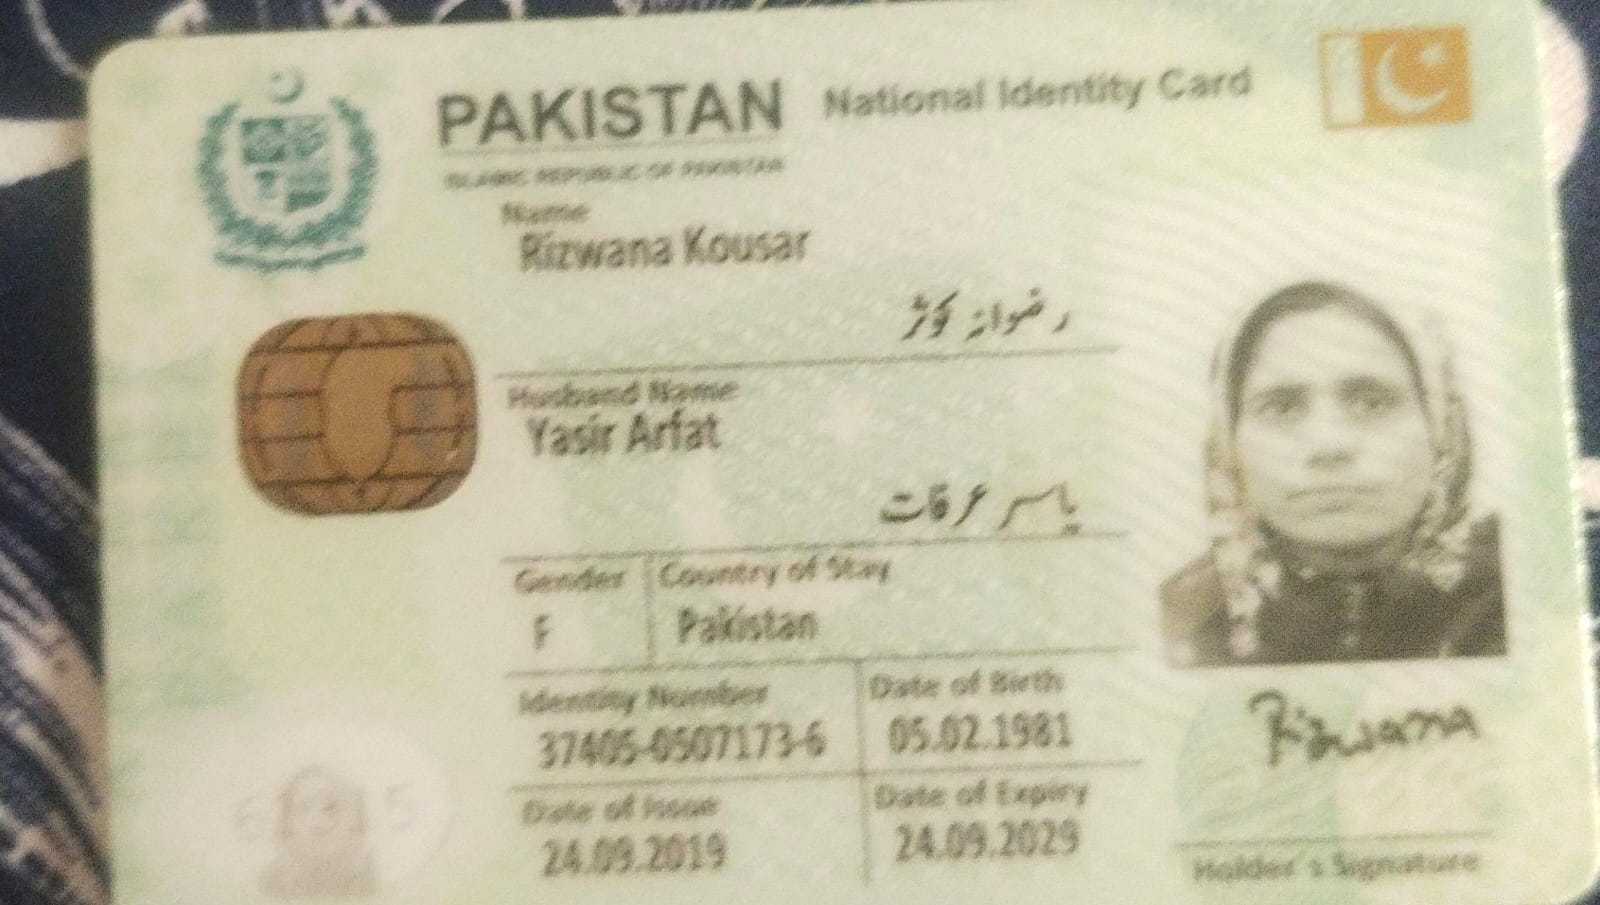 PAKISTAN National Identity Card
ISLAMIC REPUBLIC OF PAKISTAN
Name
Rizwana Kousar
رضوانہ کوثر
Husband Name
Yasir Arfat
یاسر عرفات
Gender Country of Stay
F Pakistan
Identity Number Date of Birth
37405-0507173-6 05.02.1981
Date of Issue Date of Expiry
24.09.2019 24.09.2029
Rizwana
Holder's Signature